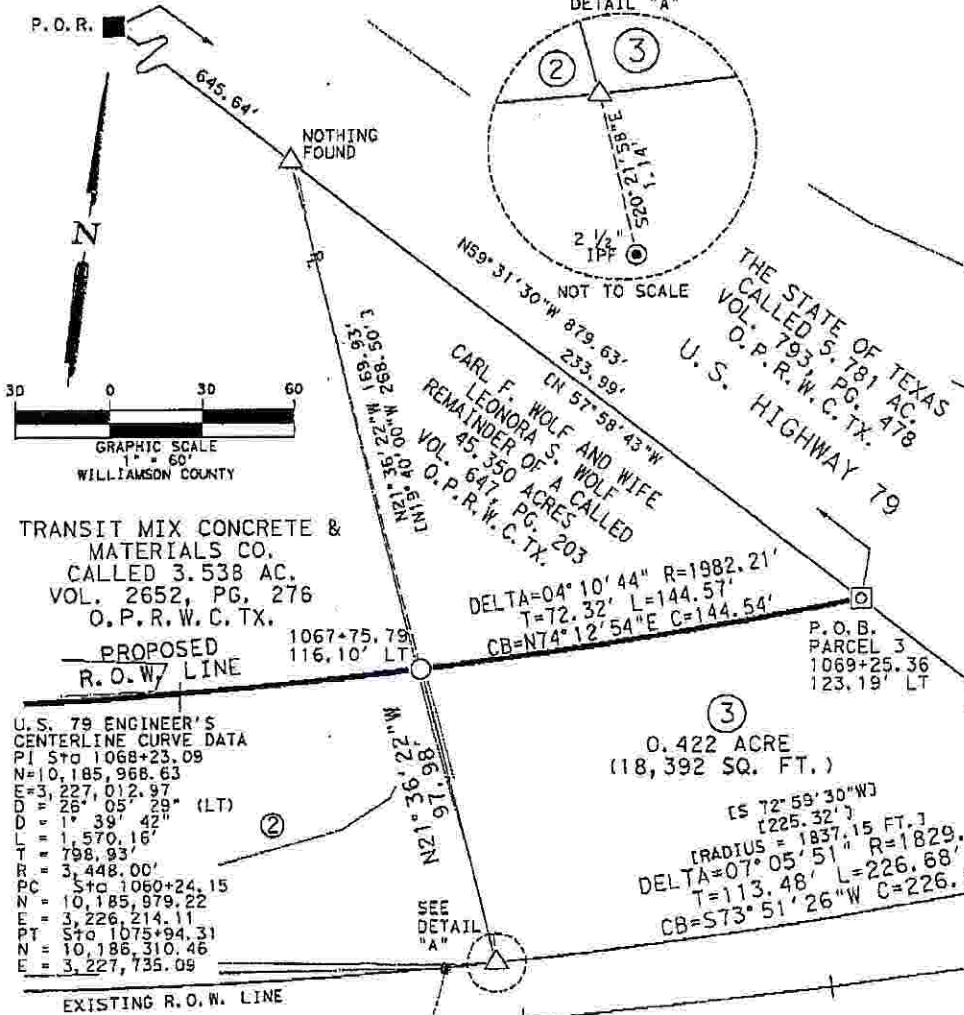 P.O.R.
645.64'
NOTHING
FOUND
DETAIL "A"
2
3
S20°21'58"E
1.14'
2 1/2"
IPF
NOT TO SCALE
N
30 0 30 60
GRAPHIC SCALE
1" = 60'
WILLIAMSON COUNTY
N59°31'30"W 879.63'
233.99'
[N 57°58'43"W
THE STATE OF TEXAS
CALLED 5.781 AC.
VOL. 793, PG. 478
O.P.R.W.C.TX.
U.S. HIGHWAY 79
CARL F. WOLF AND WIFE
LEONORA S. WOLF
REMAINDER OF A CALLED
45.350 ACRES
VOL. 647, PG. 203
O.P.R.W.C.TX.
N21°36'22"W 169.93'
[N19°40'00"W 268.50']
TRANSIT MIX CONCRETE &
MATERIALS CO.
CALLED 3.538 AC.
VOL. 2652, PG. 276
O.P.R.W.C.TX.
PROPOSED
R.O.W. LINE
1067+75.79
116.10' LT
DELTA=04°10'44" R=1982.21'
T=72.32' L=144.57'
CB=N74°12'54"E C=144.54'
P.O.B.
PARCEL 3
1069+25.36
123.19' LT
U.S. 79 ENGINEER'S
CENTERLINE CURVE DATA
PI Sta 1068+23.09
N=10,185,968.63
E=3,227,012.97
D = 26° 05' 29" (LT)
D = 1° 39' 42"
L = 1,570.16'
T = 798.93'
R = 3,448.00'
PC Sta 1060+24.15
N = 10,185,979.22
E = 3,226,214.11
PT Sta 1075+94.31
N = 10,186,310.46
E = 3,227,735.09
2
N21°36'22"W
97.98'
3
0.422 ACRE
(18,392 SQ. FT.)
[S 72°59'30"W]
[225.32']
[RADIUS = 1837.15 FT.]
DELTA=07°05'51" R=1829.
T=113.48' L=226.68'
CB=S73°51'26"W C=226.
SEE
DETAIL
"A"
EXISTING R.O.W. LINE